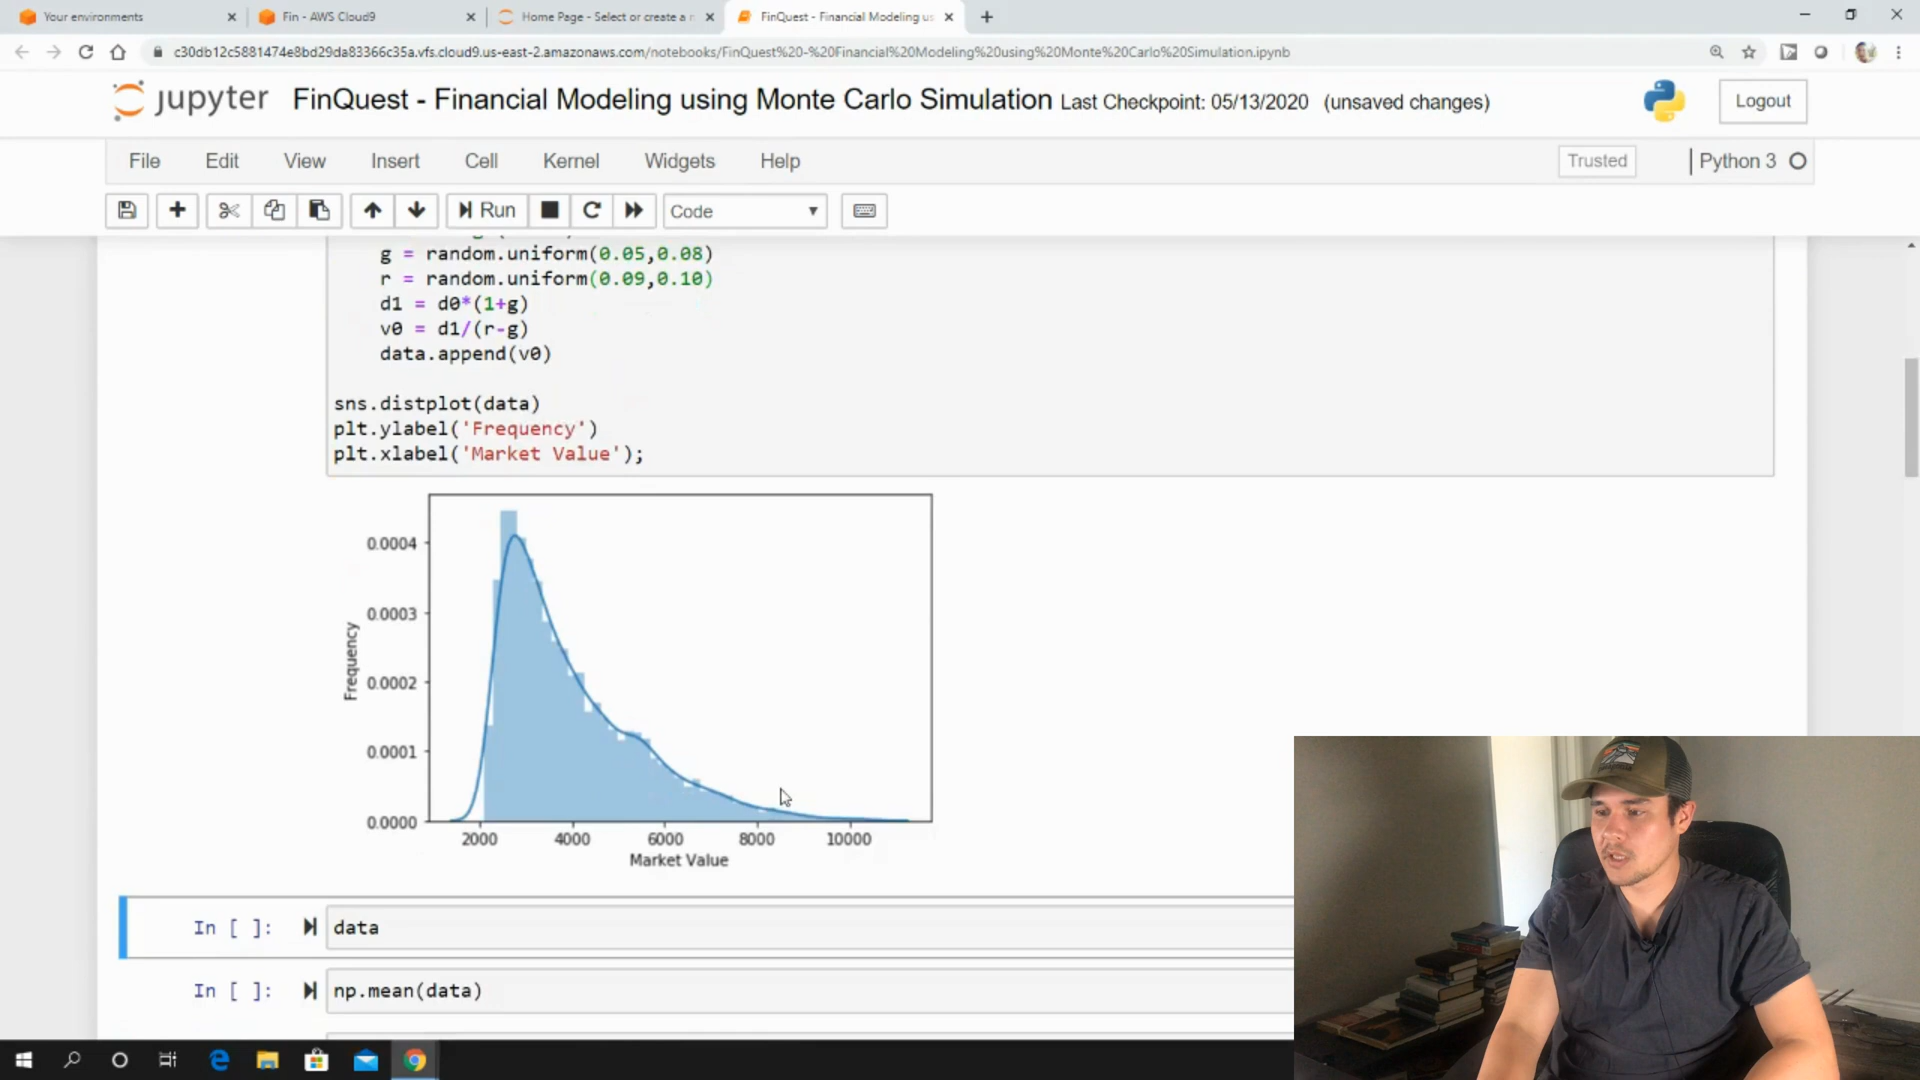 Your environments
Fin - AWS Cloud9
Home Page - Select or create a n
FinQuest - Financial Modeling us
c30db12c5881474e8bd29da83366c35a.vfs.cloud9.us-east-2.amazonaws.com/notebooks/FinQuest%20-%20Financial%20Modeling%20using%20Monte%20Carlo%20Simulation.ipynb
jupyter FinQuest - Financial Modeling using Monte Carlo Simulation Last Checkpoint: 05/13/2020 (unsaved changes)
Logout
File Edit View Insert Cell Kernel Widgets Help
Trusted
Python 3
Run
Code
g = random.uniform(0.05,0.08)
r = random.uniform(0.09,0.10)
d1 = d0*(1+g)
v0 = d1/(r-g)
data.append(v0)
sns.distplot(data)
plt.ylabel('Frequency')
plt.xlabel('Market Value');
0.0004
0.0003
0.0002
0.0001
0.0000
Frequency
2000 4000 6000 8000 10000
Market Value
In [ ]: data
In [ ]: np.mean(data)